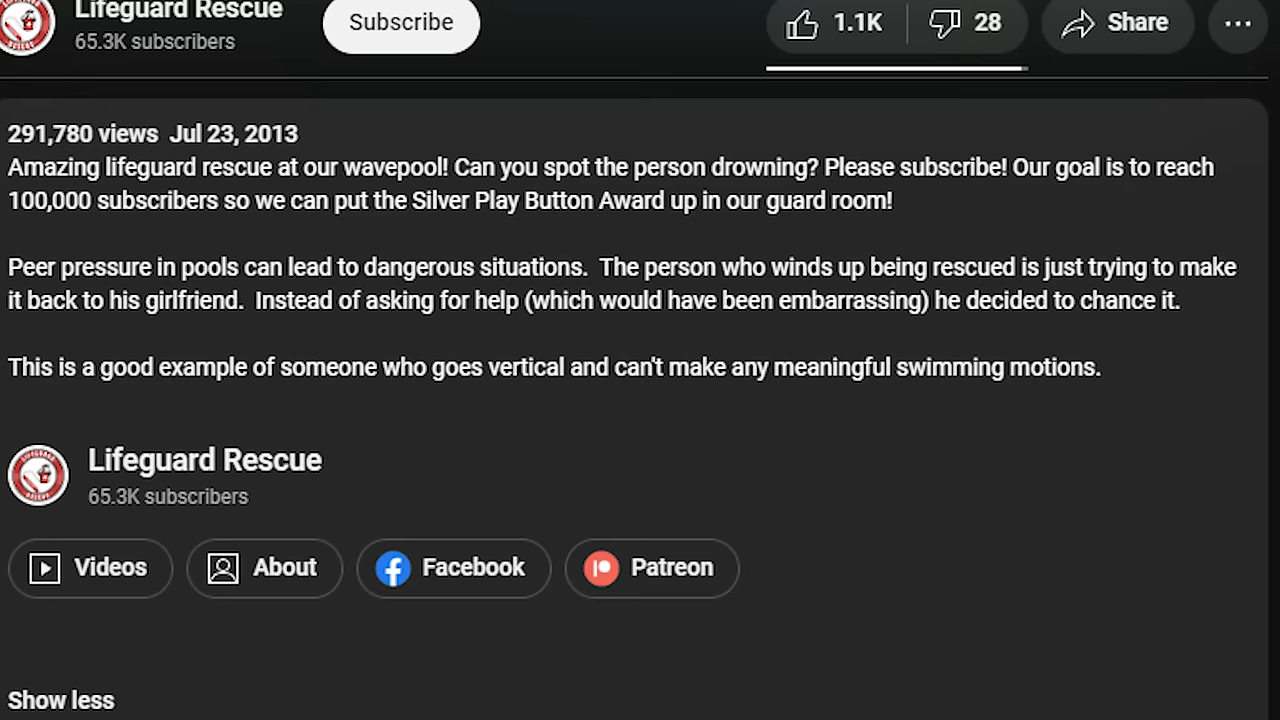 Lifeguard Rescue
65.3K subscribers
Subscribe
1.1K
28
Share
291,780 views Jul 23, 2013
Amazing lifeguard rescue at our wavepool! Can you spot the person drowning? Please subscribe! Our goal is to reach
100,000 subscribers so we can put the Silver Play Button Award up in our guard room!
Peer pressure in pools can lead to dangerous situations.  The person who winds up being rescued is just trying to make
it back to his girlfriend.  Instead of asking for help (which would have been embarrassing) he decided to chance it.
This is a good example of someone who goes vertical and can't make any meaningful swimming motions.
Lifeguard Rescue
65.3K subscribers
Videos
About
Facebook
Patreon
Show less